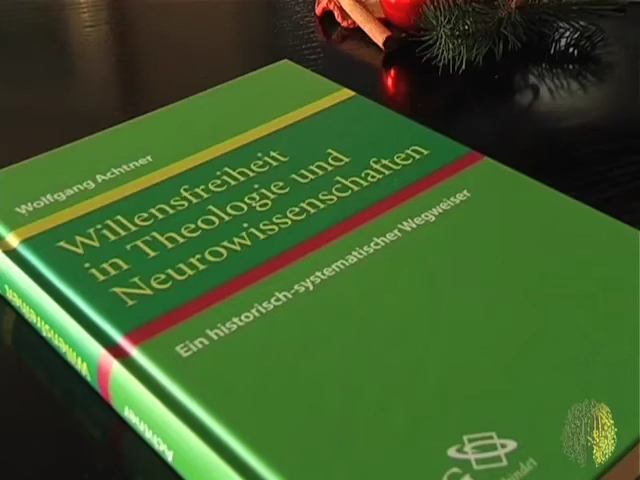 Wolfgang Achtner
Willensfreiheit
in Theologie und
Neurowissenschaften
Ein historisch-systematischer Wegweiser
Willensfreiheit
Achtner